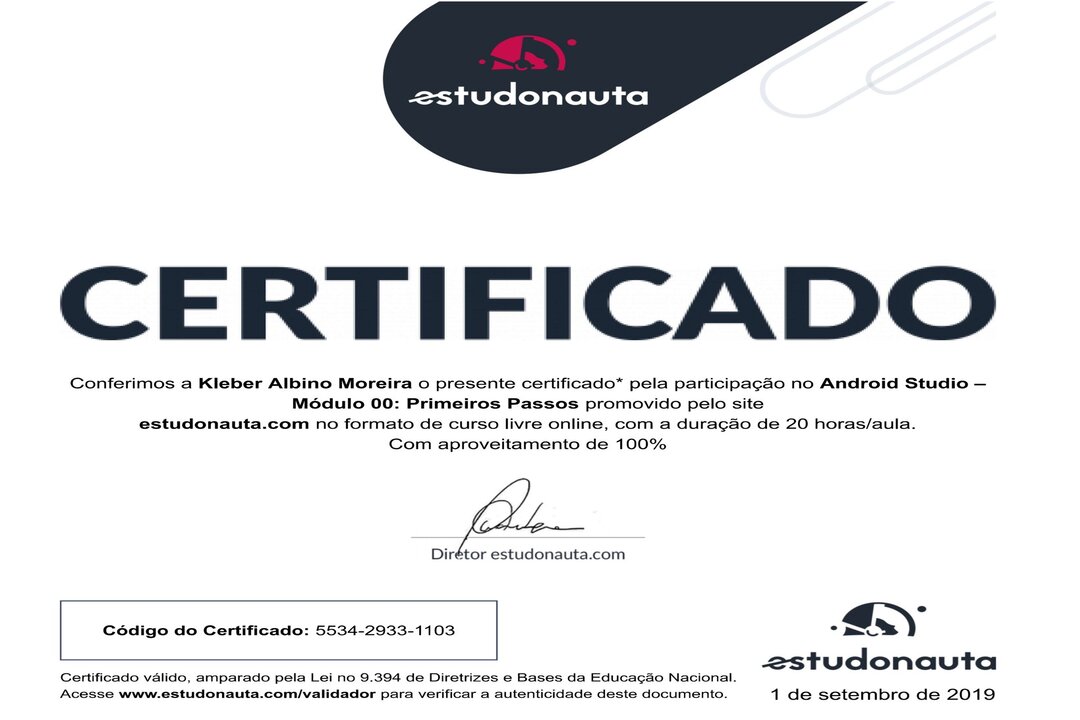 estudonauta
CERTIFICADO
Conferimos a Kleber Albino Moreira o presente certificado* pela participação no Android Studio –
Módulo 00: Primeiros Passos promovido pelo site
estudonauta.com no formato de curso livre online, com a duração de 20 horas/aula.
Com aproveitamento de 100%
Diretor estudonauta.com
Código do Certificado: 5534-2933-1103
estudonauta
Certificado válido, amparado pela Lei no 9.394 de Diretrizes e Bases da Educação Nacional.
Acesse www.estudonauta.com/validador para verificar a autenticidade deste documento.
1 de setembro de 2019